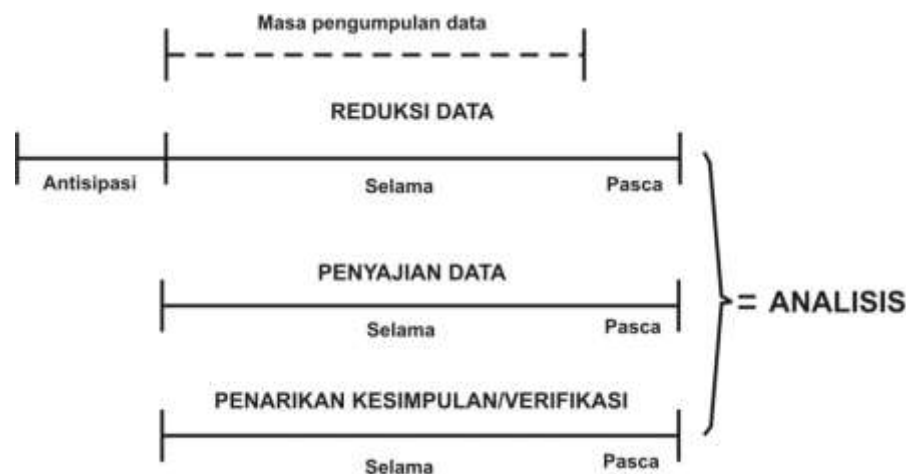 Masa pengumpulan data
REDUKSI DATA
Antisipasi Selama Pasca
PENYAJIAN DATA
Selama Pasca
= ANALISIS
PENARIKAN KESIMPULAN/VERIFIKASI
Selama Pasca